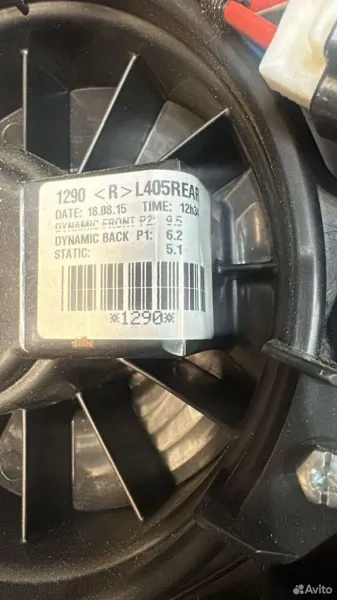 1290 <R>L405REAR
DATE: 18.08.15 TIME: 12h30
DYNAMIC FRONT P2: 9.5
DYNAMIC BACK P1: 6.2
STATIC: 5.1
*1290*
Avito